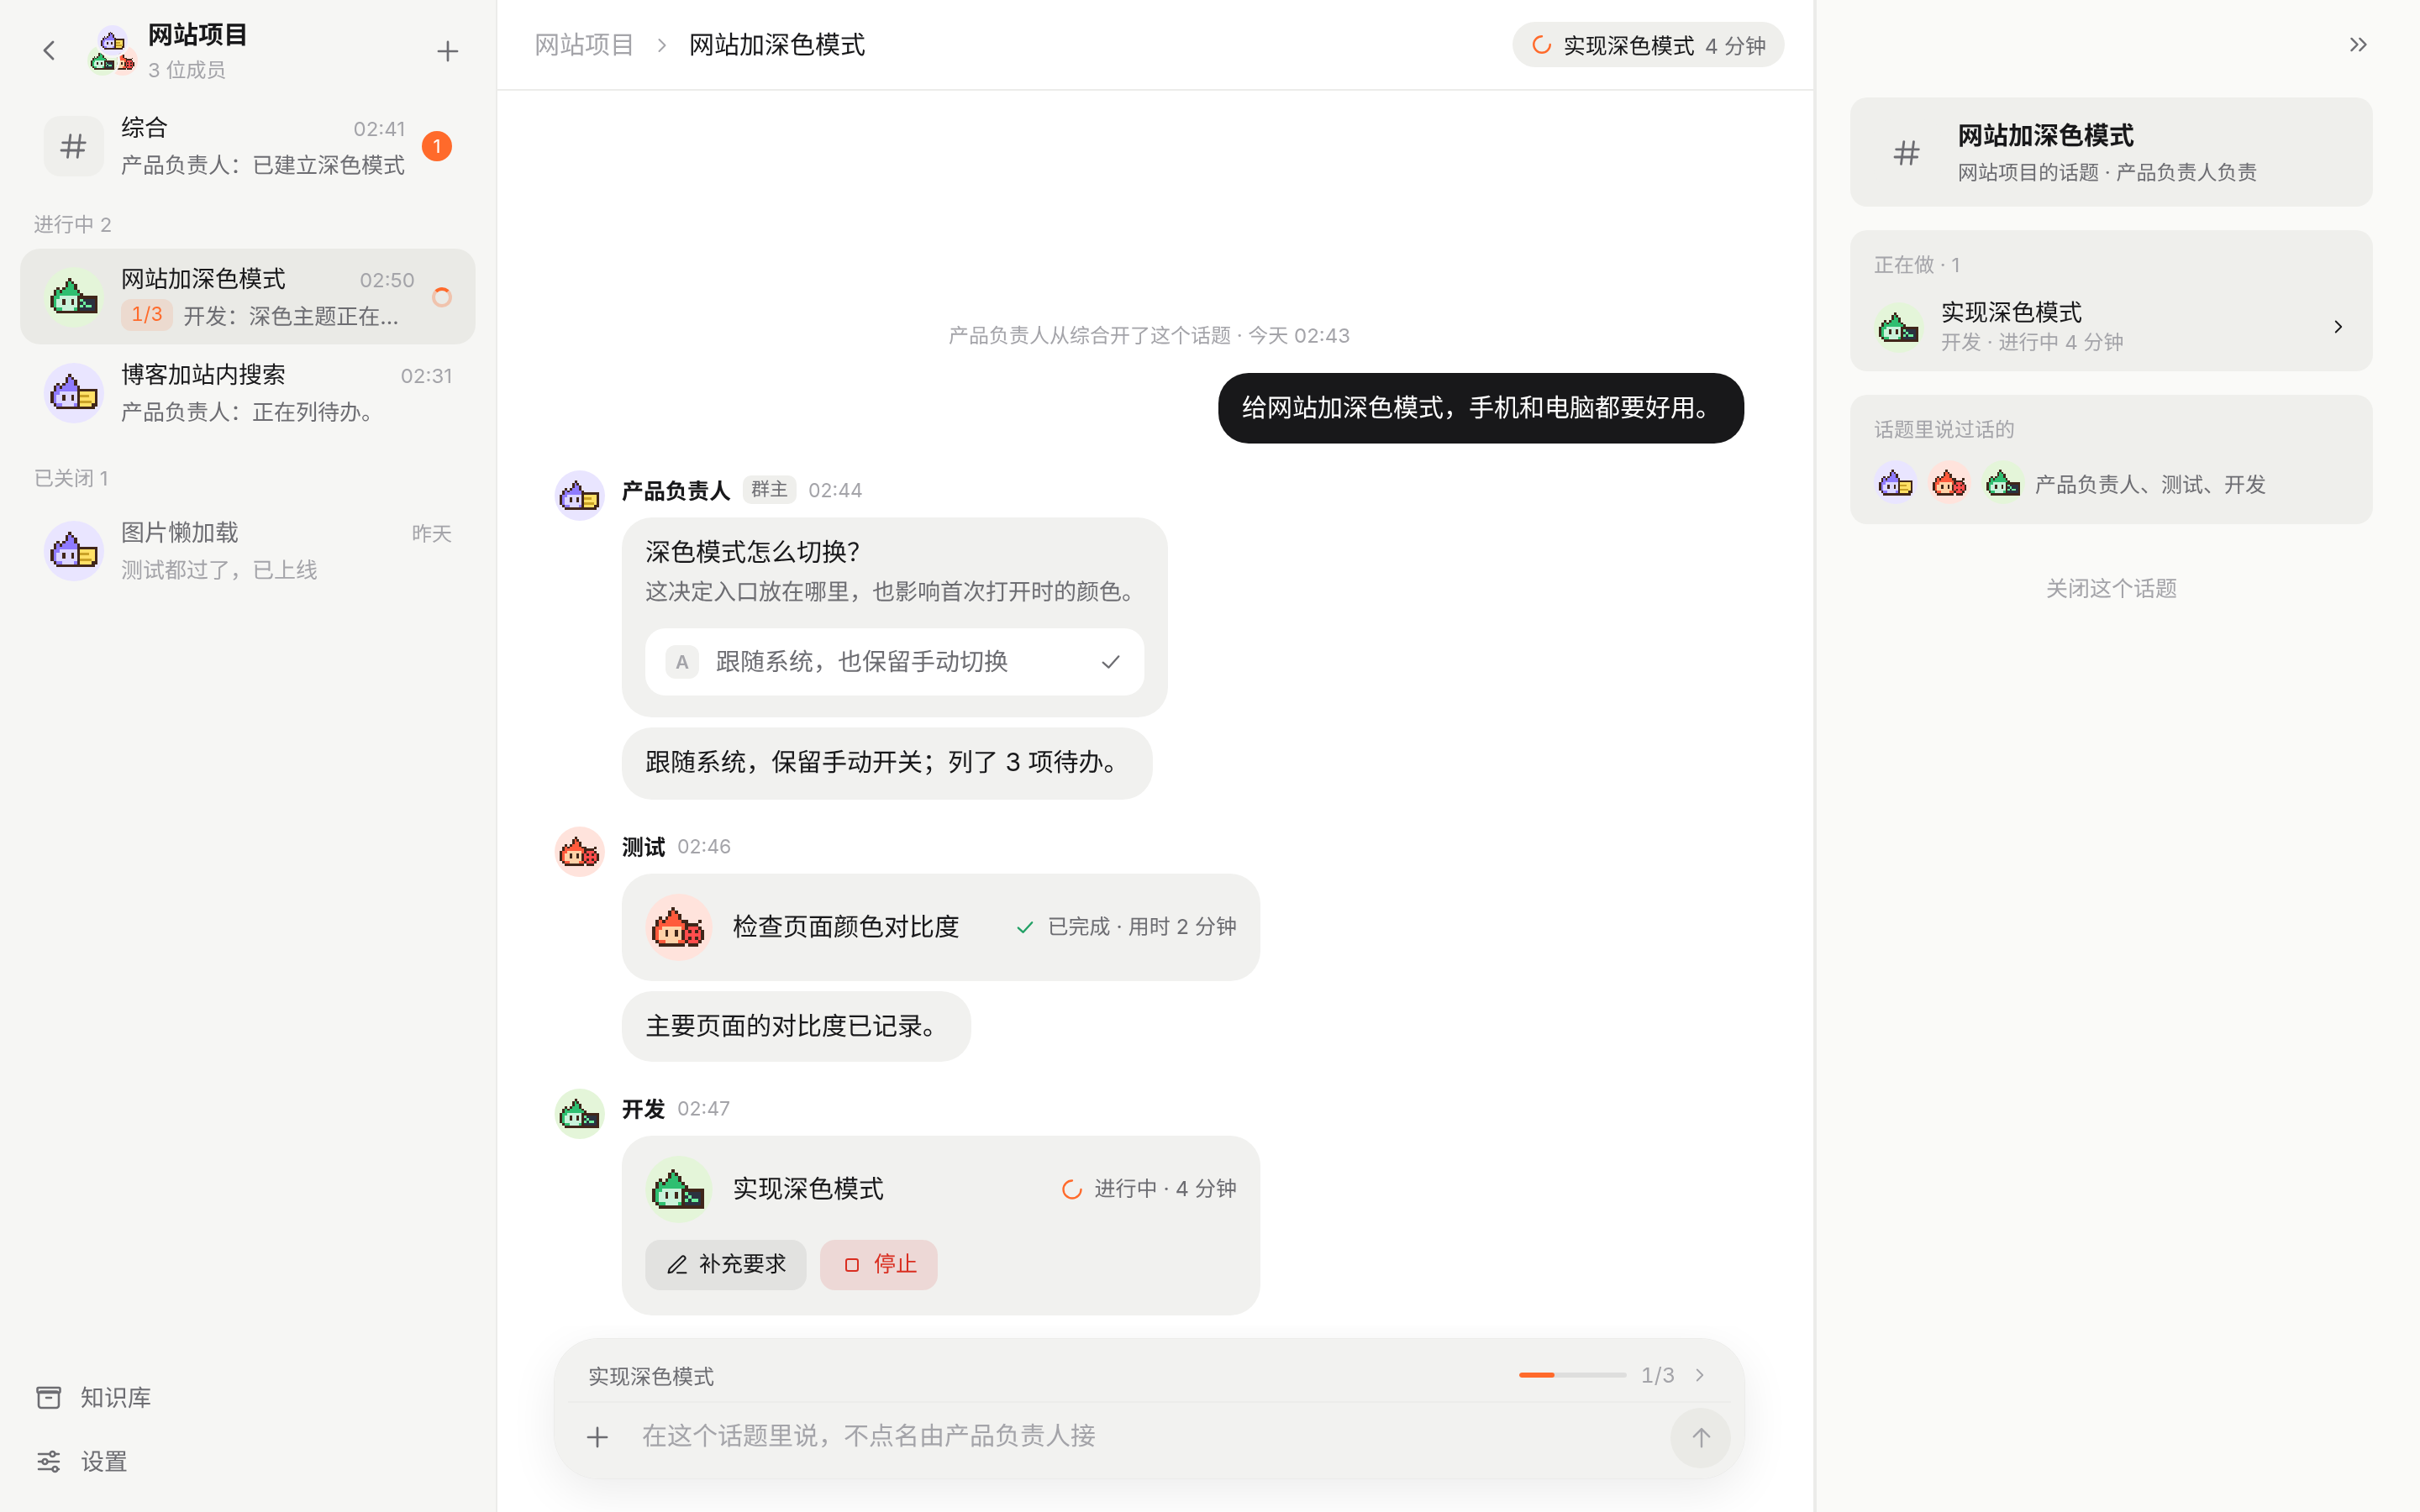 网站项目
3 位成员
综合 02:41
产品负责人：已建立深色模式 1
进行中 2
网站加深色模式 02:50
1/3 开发：深色主题正在...
博客加站内搜索 02:31
产品负责人：正在列待办。
已关闭 1
图片懒加载 昨天
测试都过了，已上线
知识库
设置
网站项目 > 网站加深色模式
实现深色模式 4 分钟
产品负责人从综合开了这个话题 · 今天 02:43
给网站加深色模式，手机和电脑都要好用。
产品负责人 群主 02:44
深色模式怎么切换？
这决定入口放在哪里，也影响首次打开时的颜色。
A 跟随系统，也保留手动切换
跟随系统，保留手动开关；列了 3 项待办。
测试 02:46
检查页面颜色对比度 已完成 · 用时 2 分钟
主要页面的对比度已记录。
开发 02:47
实现深色模式 进行中 · 4 分钟
补充要求 停止
实现深色模式 1/3
在这个话题里说，不点名由产品负责人接
# 网站加深色模式
网站项目的话题 · 产品负责人负责
正在做 · 1
实现深色模式
开发 · 进行中 4 分钟
话题里说过话的
产品负责人、测试、开发
关闭这个话题